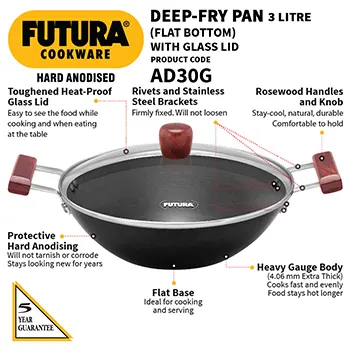 FUTURA®
COOKWARE
HARD ANODISED
DEEP-FRY PAN 3 LITRE
(FLAT BOTTOM)
WITH GLASS LID
PRODUCT CODE
AD30G
Toughened Heat-Proof
Glass Lid
Easy to see the food while
cooking and when eating
at the table
Rivets and Stainless
Steel Brackets
Firmly fixed. Will not loosen
Rosewood Handles
and Knob
Stay-cool, natural, durable
Comfortable to hold
FUTURA
Protective
Hard Anodising
Will not tarnish or corrode
Stays looking new for years
Flat Base
Ideal for cooking
and serving
Heavy Gauge Body
(4.06 mm Extra Thick)
Cooks fast and evenly
Food stays hot longer
5
YEAR
GUARANTEE